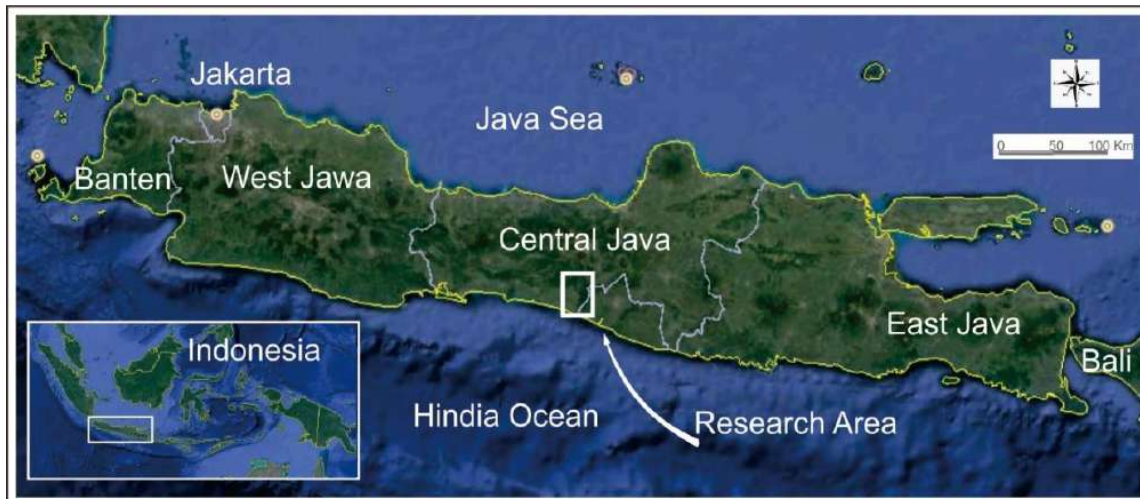 Jakarta
Java Sea
0 50 100 Km
Banten
West Jawa
Central Java
East Java
Bali
Indonesia
Hindia Ocean
Research Area